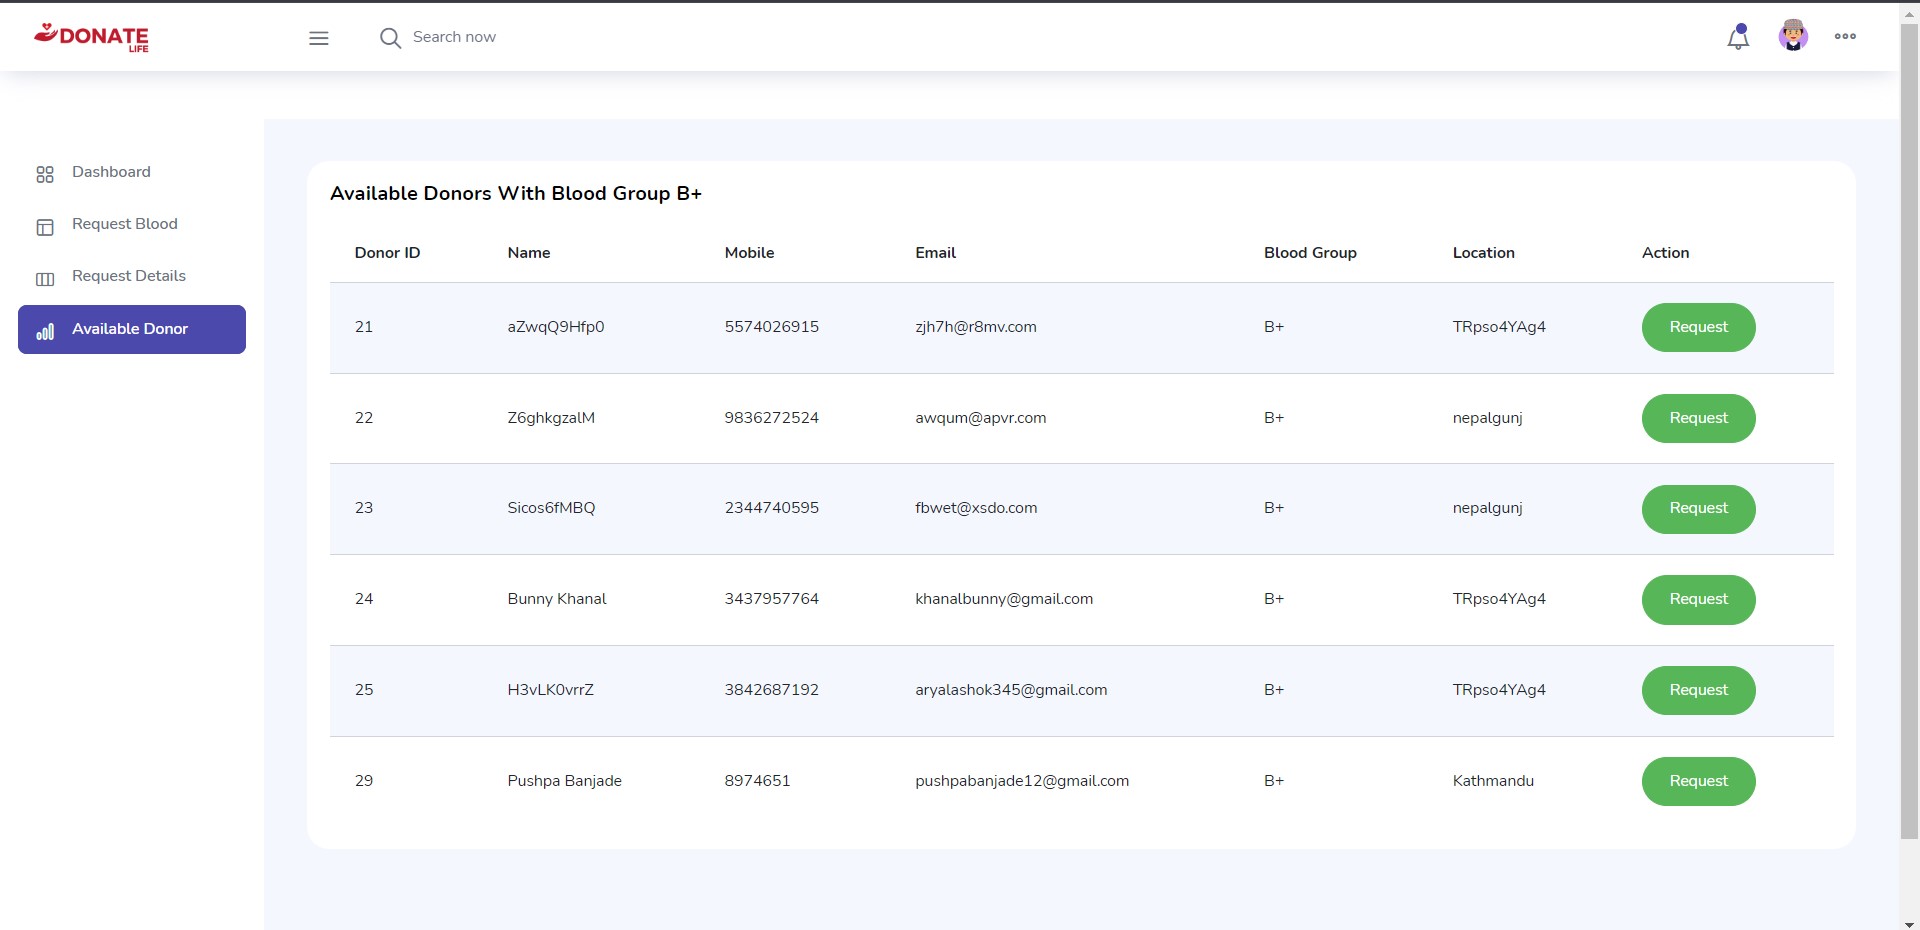 DONATE
LIFE
Search now
Dashboard
Request Blood
Request Details
Available Donor
Available Donors With Blood Group B+
Donor ID Name Mobile Email Blood Group Location Action
21 aZwqQ9Hfp0 5574026915 zjh7h@r8mv.com B+ TRpso4YAg4 Request
22 Z6ghkgzalM 9836272524 awqum@apvr.com B+ nepalgunj Request
23 Sicos6fMBQ 2344740595 fbwet@xsdo.com B+ nepalgunj Request
24 Bunny Khanal 3437957764 khanalbunny@gmail.com B+ TRpso4YAg4 Request
25 H3vLK0vrrZ 3842687192 aryalashok345@gmail.com B+ TRpso4YAg4 Request
29 Pushpa Banjade 8974651 pushpabanjade12@gmail.com B+ Kathmandu Request